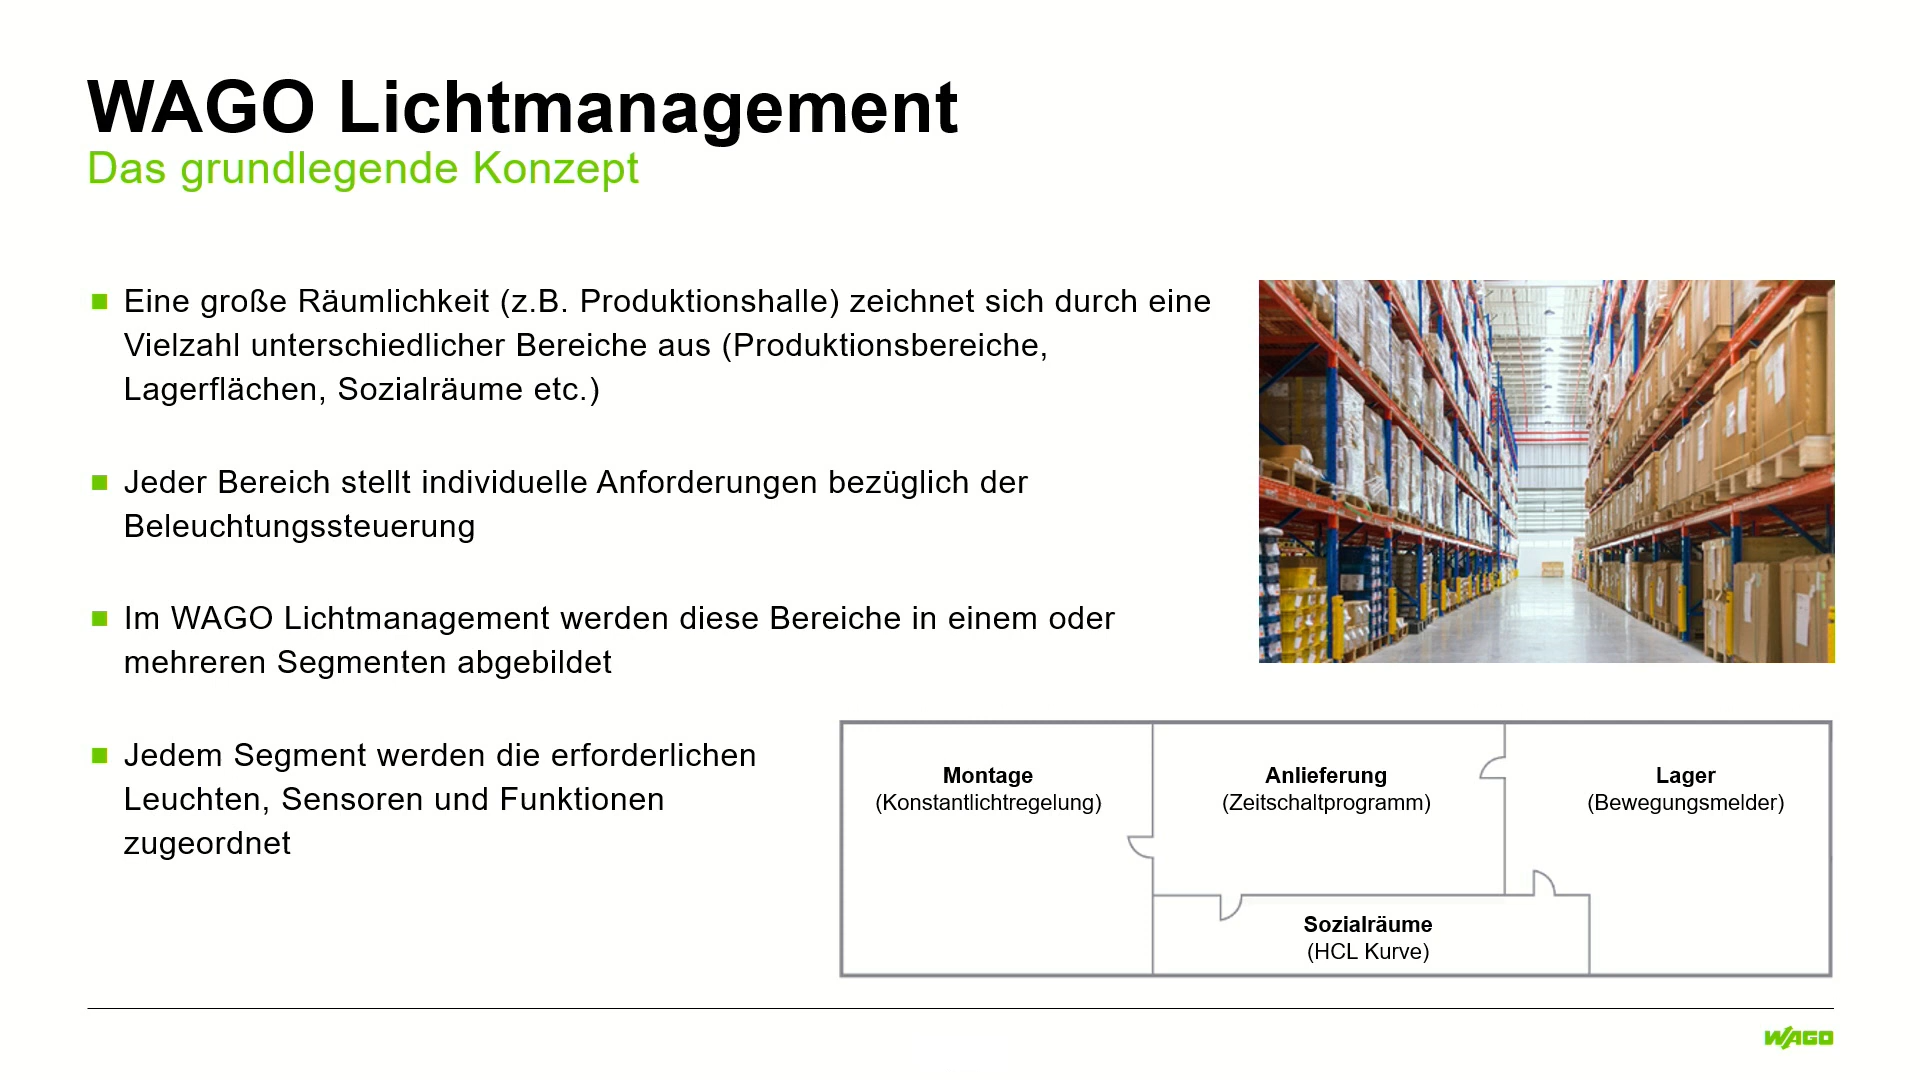 WAGO Lichtmanagement
Das grundlegende Konzept
Eine große Räumlichkeit (z.B. Produktionshalle) zeichnet sich durch eine
Vielzahl unterschiedlicher Bereiche aus (Produktionsbereiche,
Lagerflächen, Sozialräume etc.)
Jeder Bereich stellt individuelle Anforderungen bezüglich der
Beleuchtungssteuerung
Im WAGO Lichtmanagement werden diese Bereiche in einem oder
mehreren Segmenten abgebildet
Jedem Segment werden die erforderlichen
Leuchten, Sensoren und Funktionen
zugeordnet
Montage
(Konstantlichtregelung)
Anlieferung
(Zeitschaltprogramm)
Lager
(Bewegungsmelder)
Sozialräume
(HCL Kurve)
WAGO